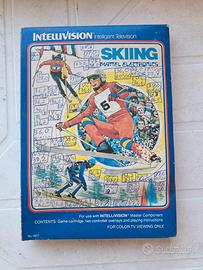 INTELLIVISION Intelligent Television
SKIING
MATTEL ELECTRONICS
5
For use with INTELLIVISION Master Component
CONTENTS: Game cartridge, two controller overlays and playing instructions
FOR COLOR TV VIEWING ONLY
Subito